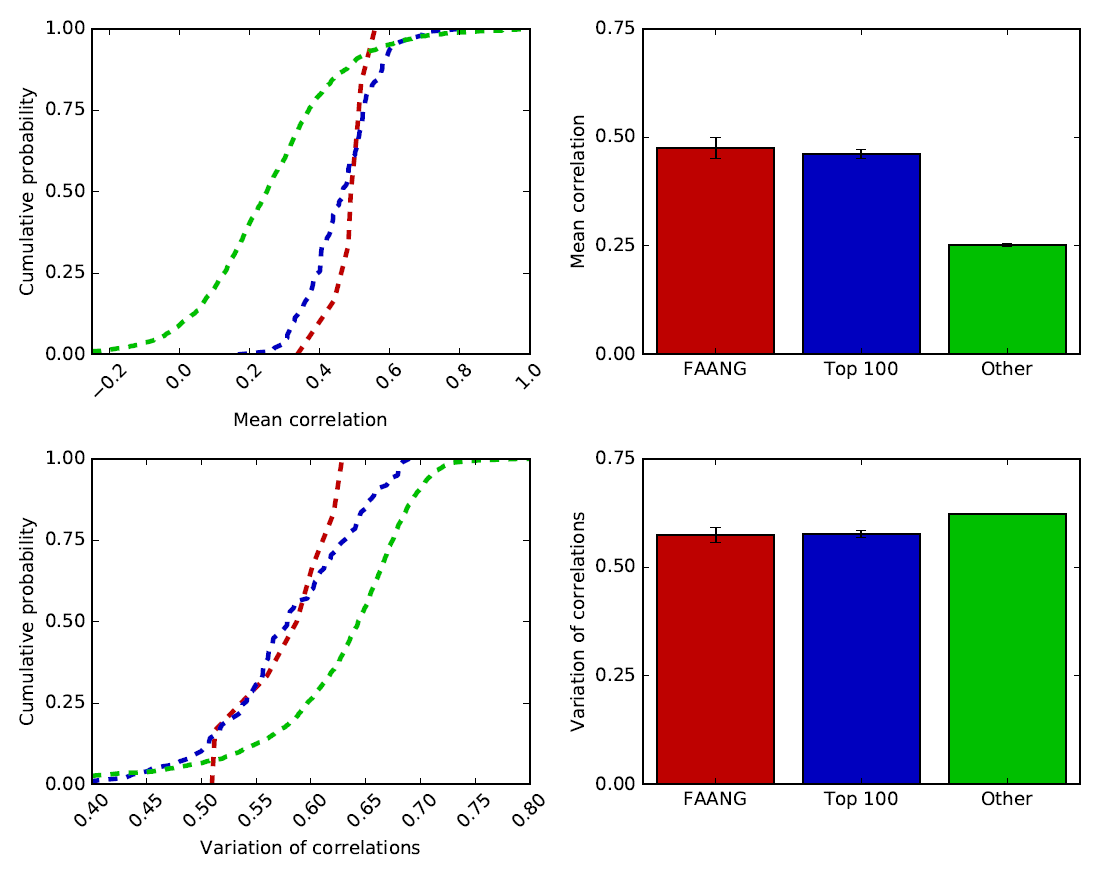 1.00
0.75
0.50
0.25
0.00
Cumulative probability
−0.2
0.0
0.2
0.4
0.6
0.8
1.0
Mean correlation
0.75
0.50
0.25
0.00
Mean correlation
FAANG
Top 100
Other
1.00
0.75
0.50
0.25
0.00
Cumulative probability
0.40
0.45
0.50
0.55
0.60
0.65
0.70
0.75
0.80
Variation of correlations
0.75
0.50
0.25
0.00
Variation of correlations
FAANG
Top 100
Other